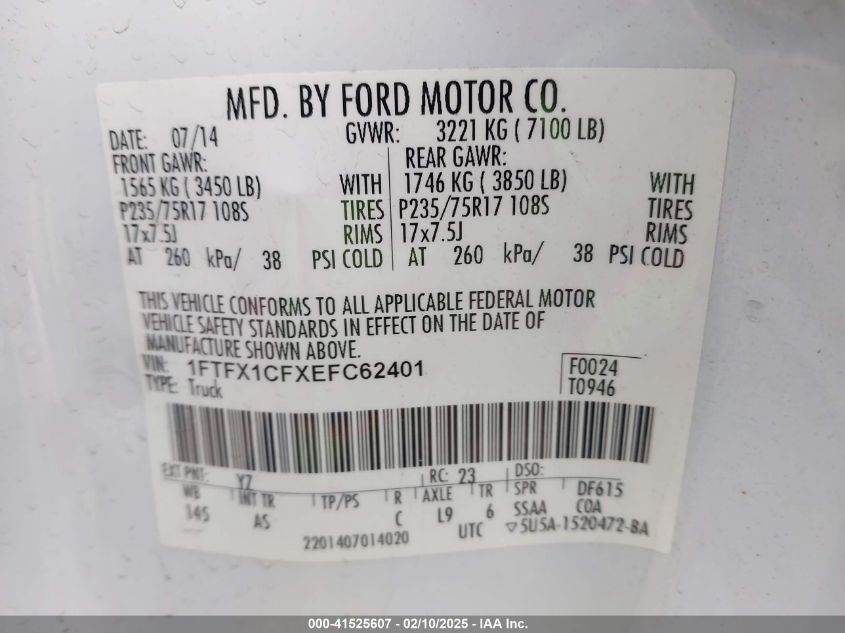 MFD. BY FORD MOTOR CO.
DATE: 07/14 GVWR: 3221 KG ( 7100 LB)
FRONT GAWR: REAR GAWR:
1565 KG ( 3450 LB) WITH 1746 KG ( 3850 LB) WITH
P235/75R17 108S TIRES P235/75R17 108S TIRES
17x7.5J RIMS 17x7.5J RIMS
AT 260 kPa/ 38 PSI COLD AT 260 kPa/ 38 PSI COLD
THIS VEHICLE CONFORMS TO ALL APPLICABLE FEDERAL MOTOR
VEHICLE SAFETY STANDARDS IN EFFECT ON THE DATE OF
MANUFACTURE SHOWN ABOVE.
VIN: 1FTFX1CFXEFC62401 F0024
TYPE: Truck T0946
EXT PNT: YZ RC: 23 DSO:
WB INT TR TP/PS R AXLE TR SPR DF615
145 AS C L9 6 SSAA COA
2201407014020 UTC ▽5U5A-1520472-BA
000-41525607 - 02/10/2025 - IAA Inc.